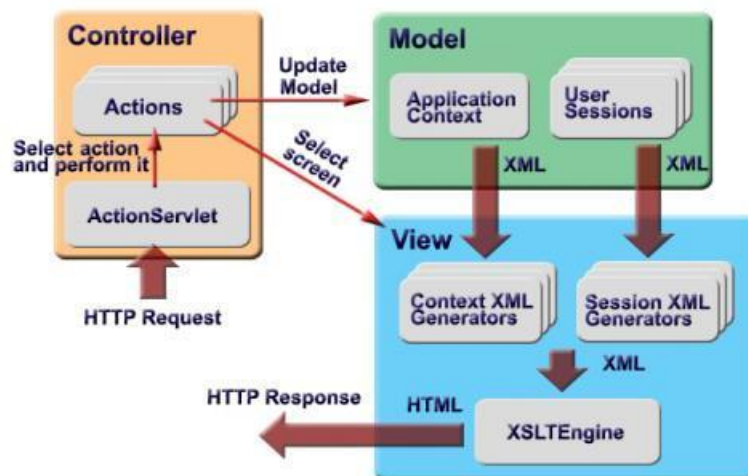 Controller
Actions
Select action
and perform it
ActionServlet
HTTP Request
Update
Model
Select
screen
Model
Application
Context
User
Sessions
XML
XML
View
Context XML
Generators
Session XML
Generators
XML
HTTP Response
HTML
XSLTEngine